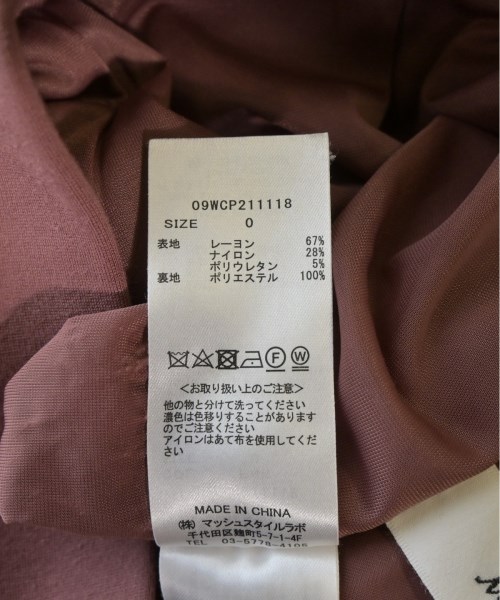 09WCP211118
SIZE 0
表地 レーヨン 67%
ナイロン 28%
ポリウレタン 5%
裏地 ポリエステル 100%
<お取り扱い上のご注意>
他の物と分けて洗ってください
濃色は色移りすることがあります
のでご注意ください
アイロンはあて布を使用してくだ
さい
MADE IN CHINA
(株) マッシュスタイルラボ
千代田区麹町5-7-1-4F
TEL 03-5778-4105